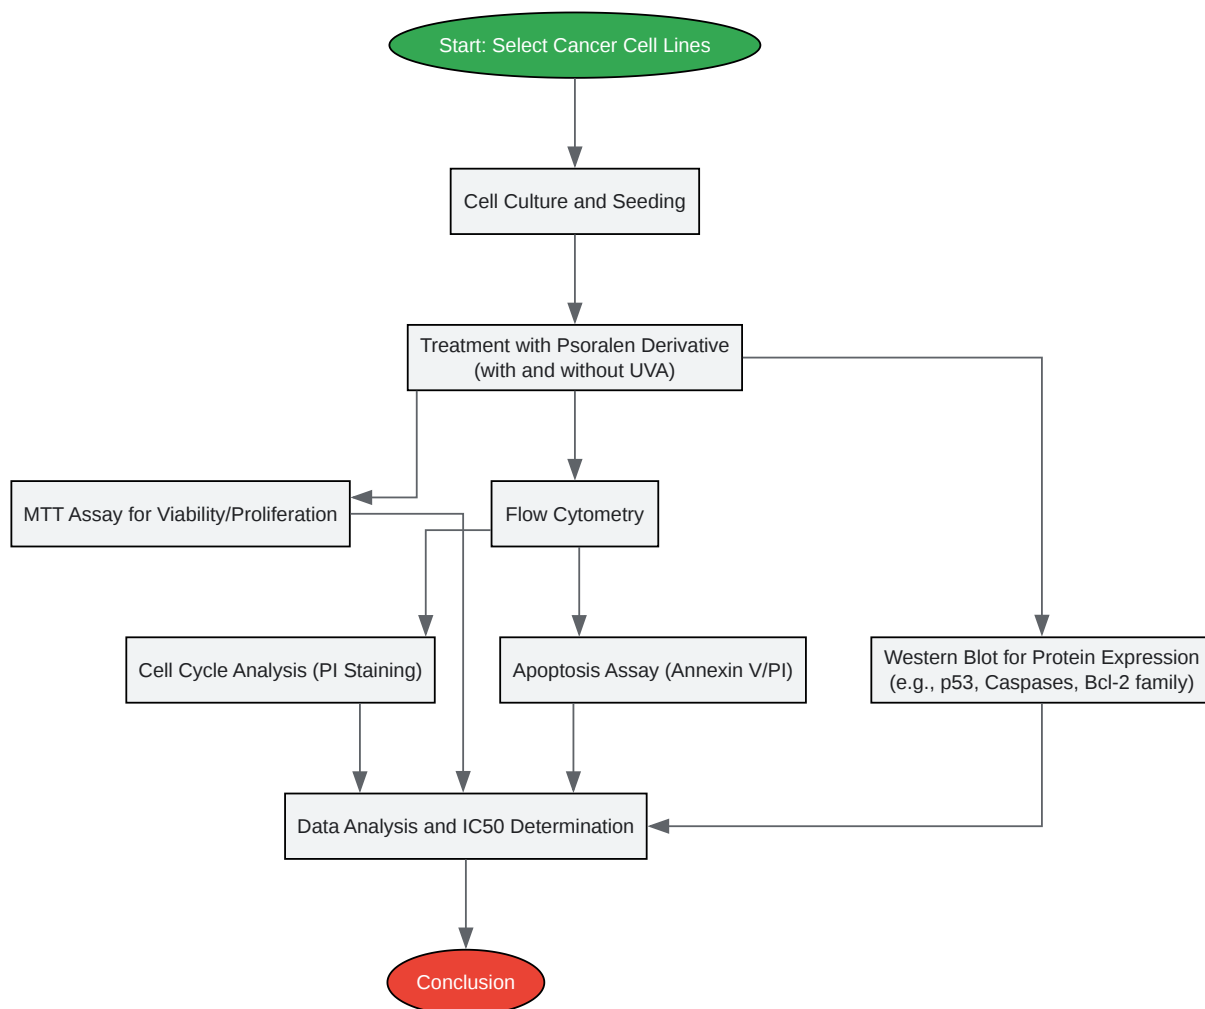 Start: Select Cancer Cell Lines
Cell Culture and Seeding
Treatment with Psoralen Derivative
(with and without UVA)
MTT Assay for Viability/Proliferation
Flow Cytometry
Cell Cycle Analysis (PI Staining)
Apoptosis Assay (Annexin V/PI)
Western Blot for Protein Expression
(e.g., p53, Caspases, Bcl-2 family)
Data Analysis and IC50 Determination
Conclusion